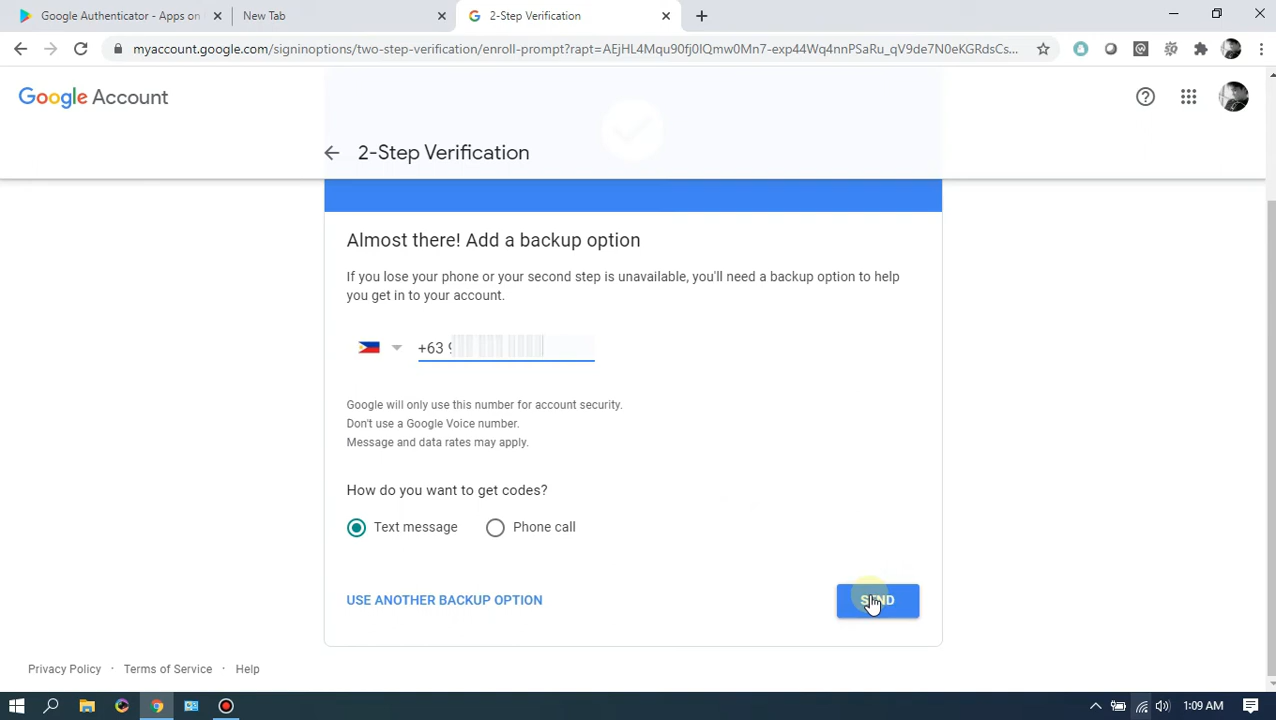 Google Authenticator - Apps on
New Tab
2-Step Verification
myaccount.google.com/signinoptions/two-step-verification/enroll-prompt?rapt=AEjHL4Mqu90fj0IQmw0Mn7-exp44Wq4nnPSaRu_qV9de7N0eKGRdsCs...
Google Account
2-Step Verification
Almost there! Add a backup option
If you lose your phone or your second step is unavailable, you'll need a backup option to help
you get in to your account.
+63
Google will only use this number for account security.
Don't use a Google Voice number.
Message and data rates may apply.
How do you want to get codes?
Text message
Phone call
USE ANOTHER BACKUP OPTION
SEND
Privacy Policy · Terms of Service · Help
1:09 AM